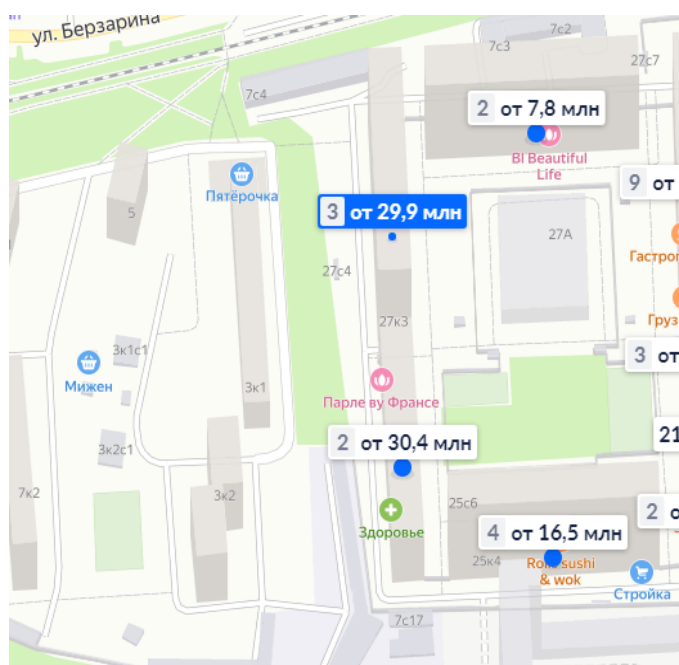 ул. Берзарина
7с2
7с3
27с7
7с4
2 от 7,8 млн
BI Beautiful
Life
Пятёрочка
9 от
5
3 от 29,9 млн
27А
Гастро
27с4
27к3
Груз
3к1с1
3 от
Мижен
3к1
Парле ву Франсе
21
2 от 30,4 млн
3к2с1
7к2
3к2
25с6
2 о
Здоровье
4 от 16,5 млн
25к4
Roll sushi
& wok
Стройка
7с17